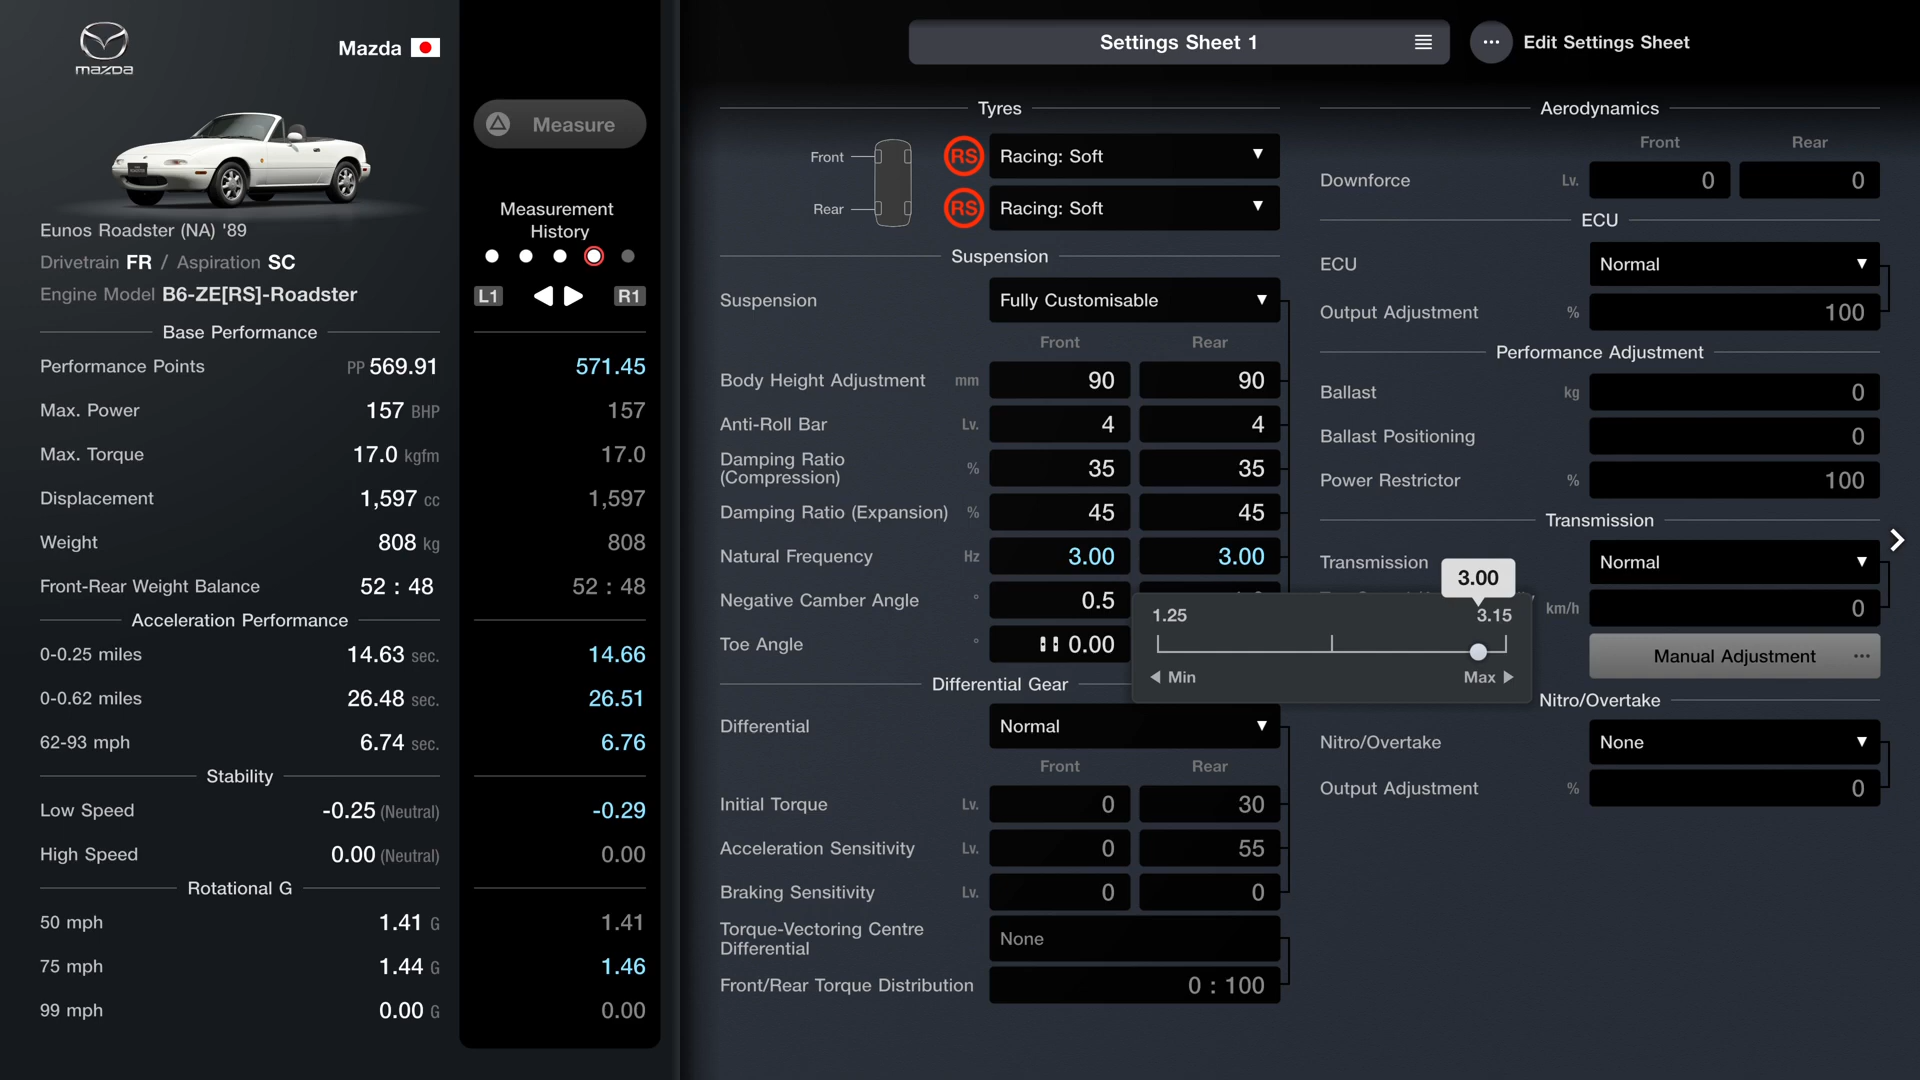 mazda
Mazda
Eunos Roadster (NA) '89
Drivetrain FR / Aspiration SC
Engine Model B6-ZE[RS]-Roadster
Base Performance
Performance Points PP 569.91
Max. Power 157 BHP
Max. Torque 17.0 kgfm
Displacement 1,597 cc
Weight 808 kg
Front-Rear Weight Balance 52 : 48
Acceleration Performance
0-0.25 miles 14.63 sec.
0-0.62 miles 26.48 sec.
62-93 mph 6.74 sec.
Stability
Low Speed -0.25 (Neutral)
High Speed 0.00 (Neutral)
Rotational G
50 mph 1.41 G
75 mph 1.44 G
99 mph 0.00 G
Measure
Measurement
History
L1 R1
571.45
157
17.0
1,597
808
52 : 48
14.66
26.51
6.76
-0.29
0.00
1.41
1.46
0.00
Settings Sheet 1
Edit Settings Sheet
Tyres
Front RS Racing: Soft
Rear RS Racing: Soft
Suspension
Suspension Fully Customisable
Front Rear
Body Height Adjustment mm 90 90
Anti-Roll Bar Lv. 4 4
Damping Ratio
(Compression) % 35 35
Damping Ratio (Expansion) % 45 45
Natural Frequency Hz 3.00 3.00
Negative Camber Angle ° 0.5
Toe Angle ° 0.00
3.00
1.25 3.15
Min Max
Differential Gear
Differential Normal
Front Rear
Initial Torque Lv. 0 30
Acceleration Sensitivity Lv. 0 55
Braking Sensitivity Lv. 0 0
Torque-Vectoring Centre
Differential None
Front/Rear Torque Distribution 0 : 100
Aerodynamics
Front Rear
Downforce Lv. 0 0
ECU
ECU Normal
Output Adjustment % 100
Performance Adjustment
Ballast kg 0
Ballast Positioning 0
Power Restrictor % 100
Transmission
Transmission Normal
km/h 0
Manual Adjustment
Nitro/Overtake
Nitro/Overtake None
Output Adjustment % 0